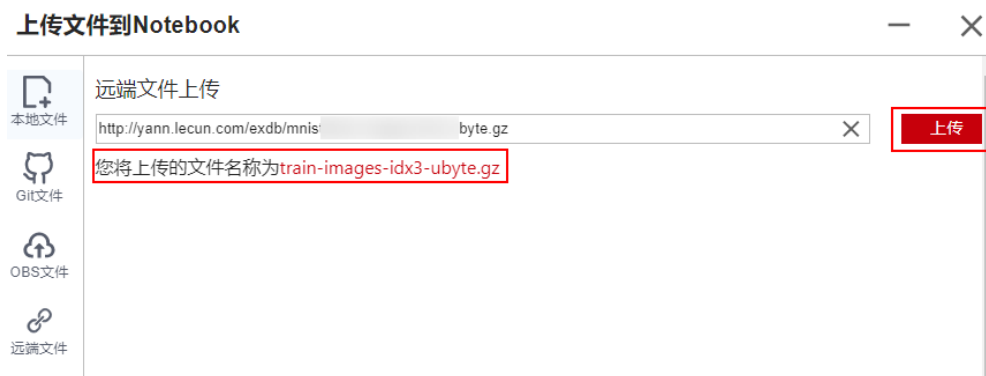 上传文件到Notebook
本地文件
Git文件
OBS文件
远端文件
远端文件上传
http://yann.lecun.com/exdb/mnis byte.gz
上传
您将上传的文件名称为train-images-idx3-ubyte.gz